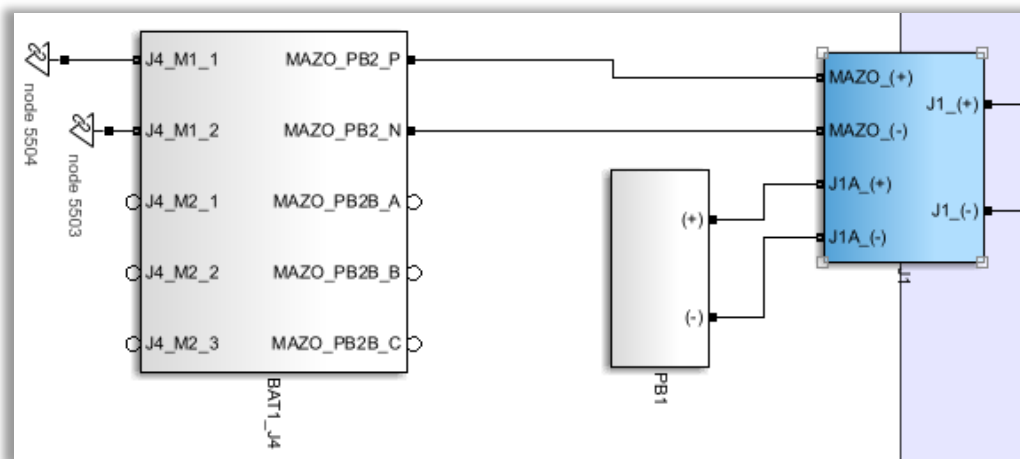 node 5504
node 5503
J4_M1_1
J4_M1_2
J4_M2_1
J4_M2_2
J4_M2_3
MAZO_PB2_P
MAZO_PB2_N
MAZO_PB2B_A
MAZO_PB2B_B
MAZO_PB2B_C
BAT1_J4
(+)
(-)
PB1
MAZO_(+)
MAZO_(-)
J1A_(+)
J1A_(-)
J1_(+)
J1_(-)
J1